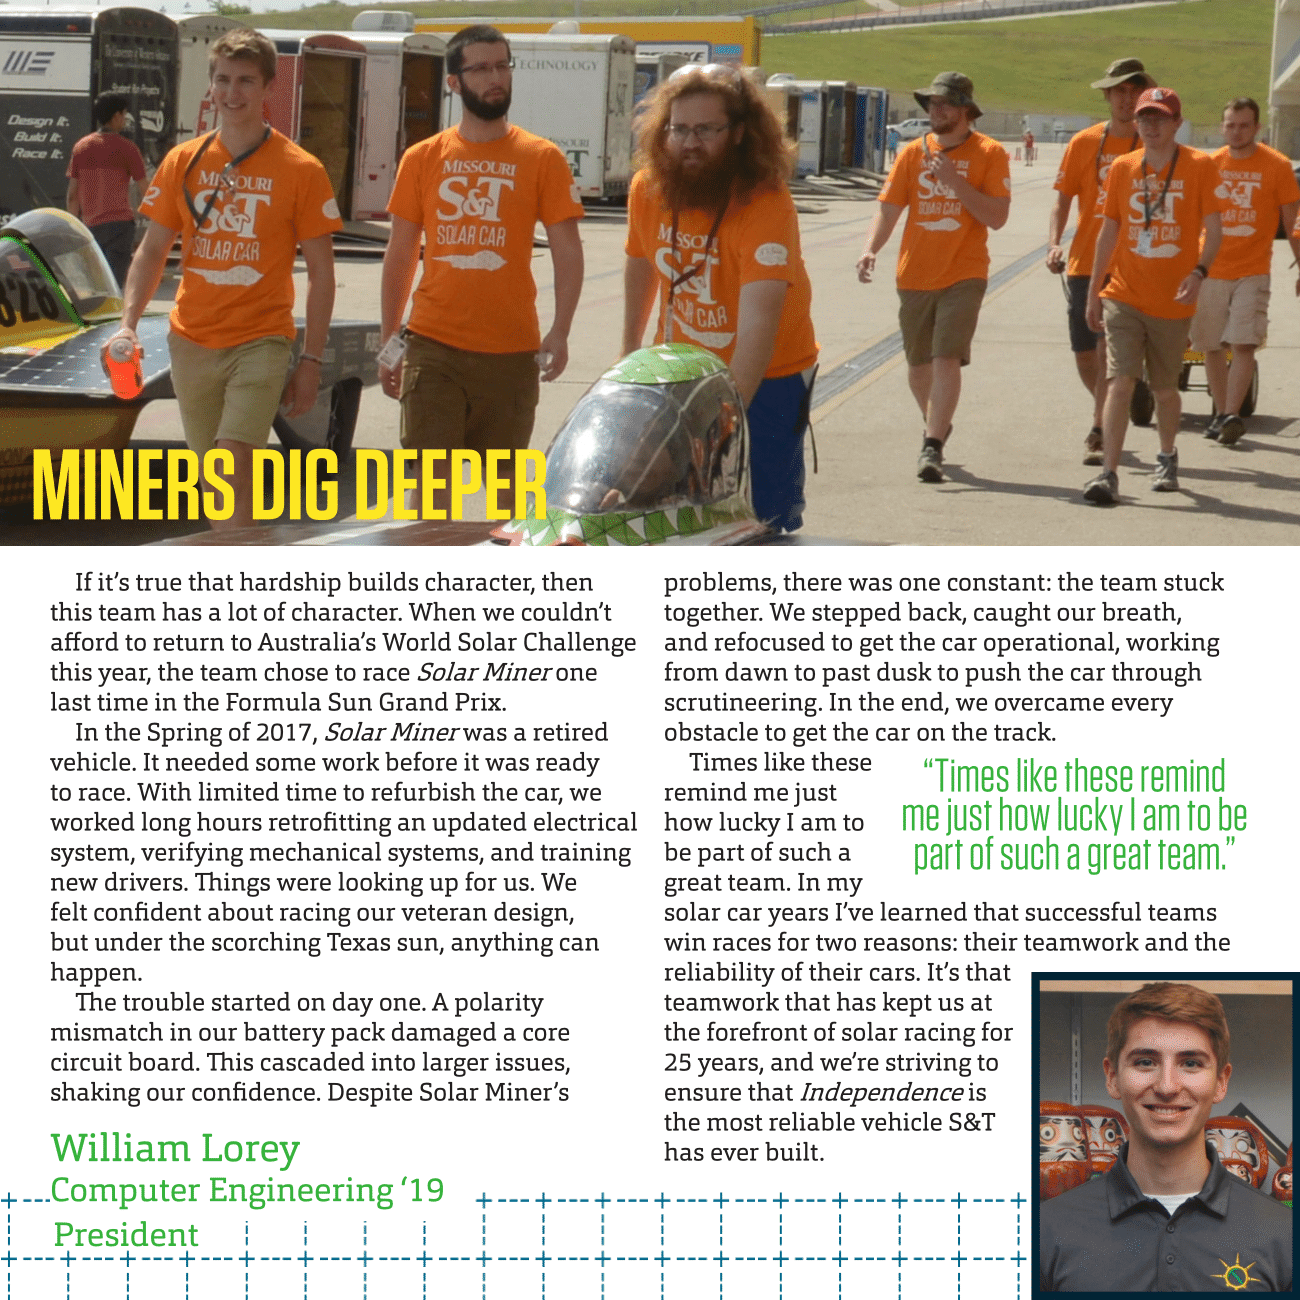 Design It.
Build It.
Race It.
TECHNOLOGY
MISSOURI
S&T
SOLAR CAR
MISSOURI
S&T
SOLAR CAR
MISSOURI
S&T
SOLAR CAR
S&T
SOLAR CAR
MISSOURI
S&T
SOLAR CAR
MISSOURI
S&T
SOLAR CAR
828
MINERS DIG DEEPER
If it’s true that hardship builds character, then
this team has a lot of character. When we couldn’t
afford to return to Australia’s World Solar Challenge
this year, the team chose to race Solar Miner one
last time in the Formula Sun Grand Prix.
In the Spring of 2017, Solar Miner was a retired
vehicle. It needed some work before it was ready
to race. With limited time to refurbish the car, we
worked long hours retrofitting an updated electrical
system, verifying mechanical systems, and training
new drivers. Things were looking up for us. We
felt confident about racing our veteran design,
but under the scorching Texas sun, anything can
happen.
The trouble started on day one. A polarity
mismatch in our battery pack damaged a core
circuit board. This cascaded into larger issues,
shaking our confidence. Despite Solar Miner’s
problems, there was one constant: the team stuck
together. We stepped back, caught our breath,
and refocused to get the car operational, working
from dawn to past dusk to push the car through
scrutineering. In the end, we overcame every
obstacle to get the car on the track.
Times like these
remind me just
how lucky I am to
be part of such a
great team. In my
solar car years I’ve learned that successful teams
win races for two reasons: their teamwork and the
reliability of their cars. It’s that
teamwork that has kept us at
the forefront of solar racing for
25 years, and we’re striving to
ensure that Independence is
the most reliable vehicle S&T
has ever built.
“Times like these remind
me just how lucky I am to be
part of such a great team.”
William Lorey
Computer Engineering ‘19
President